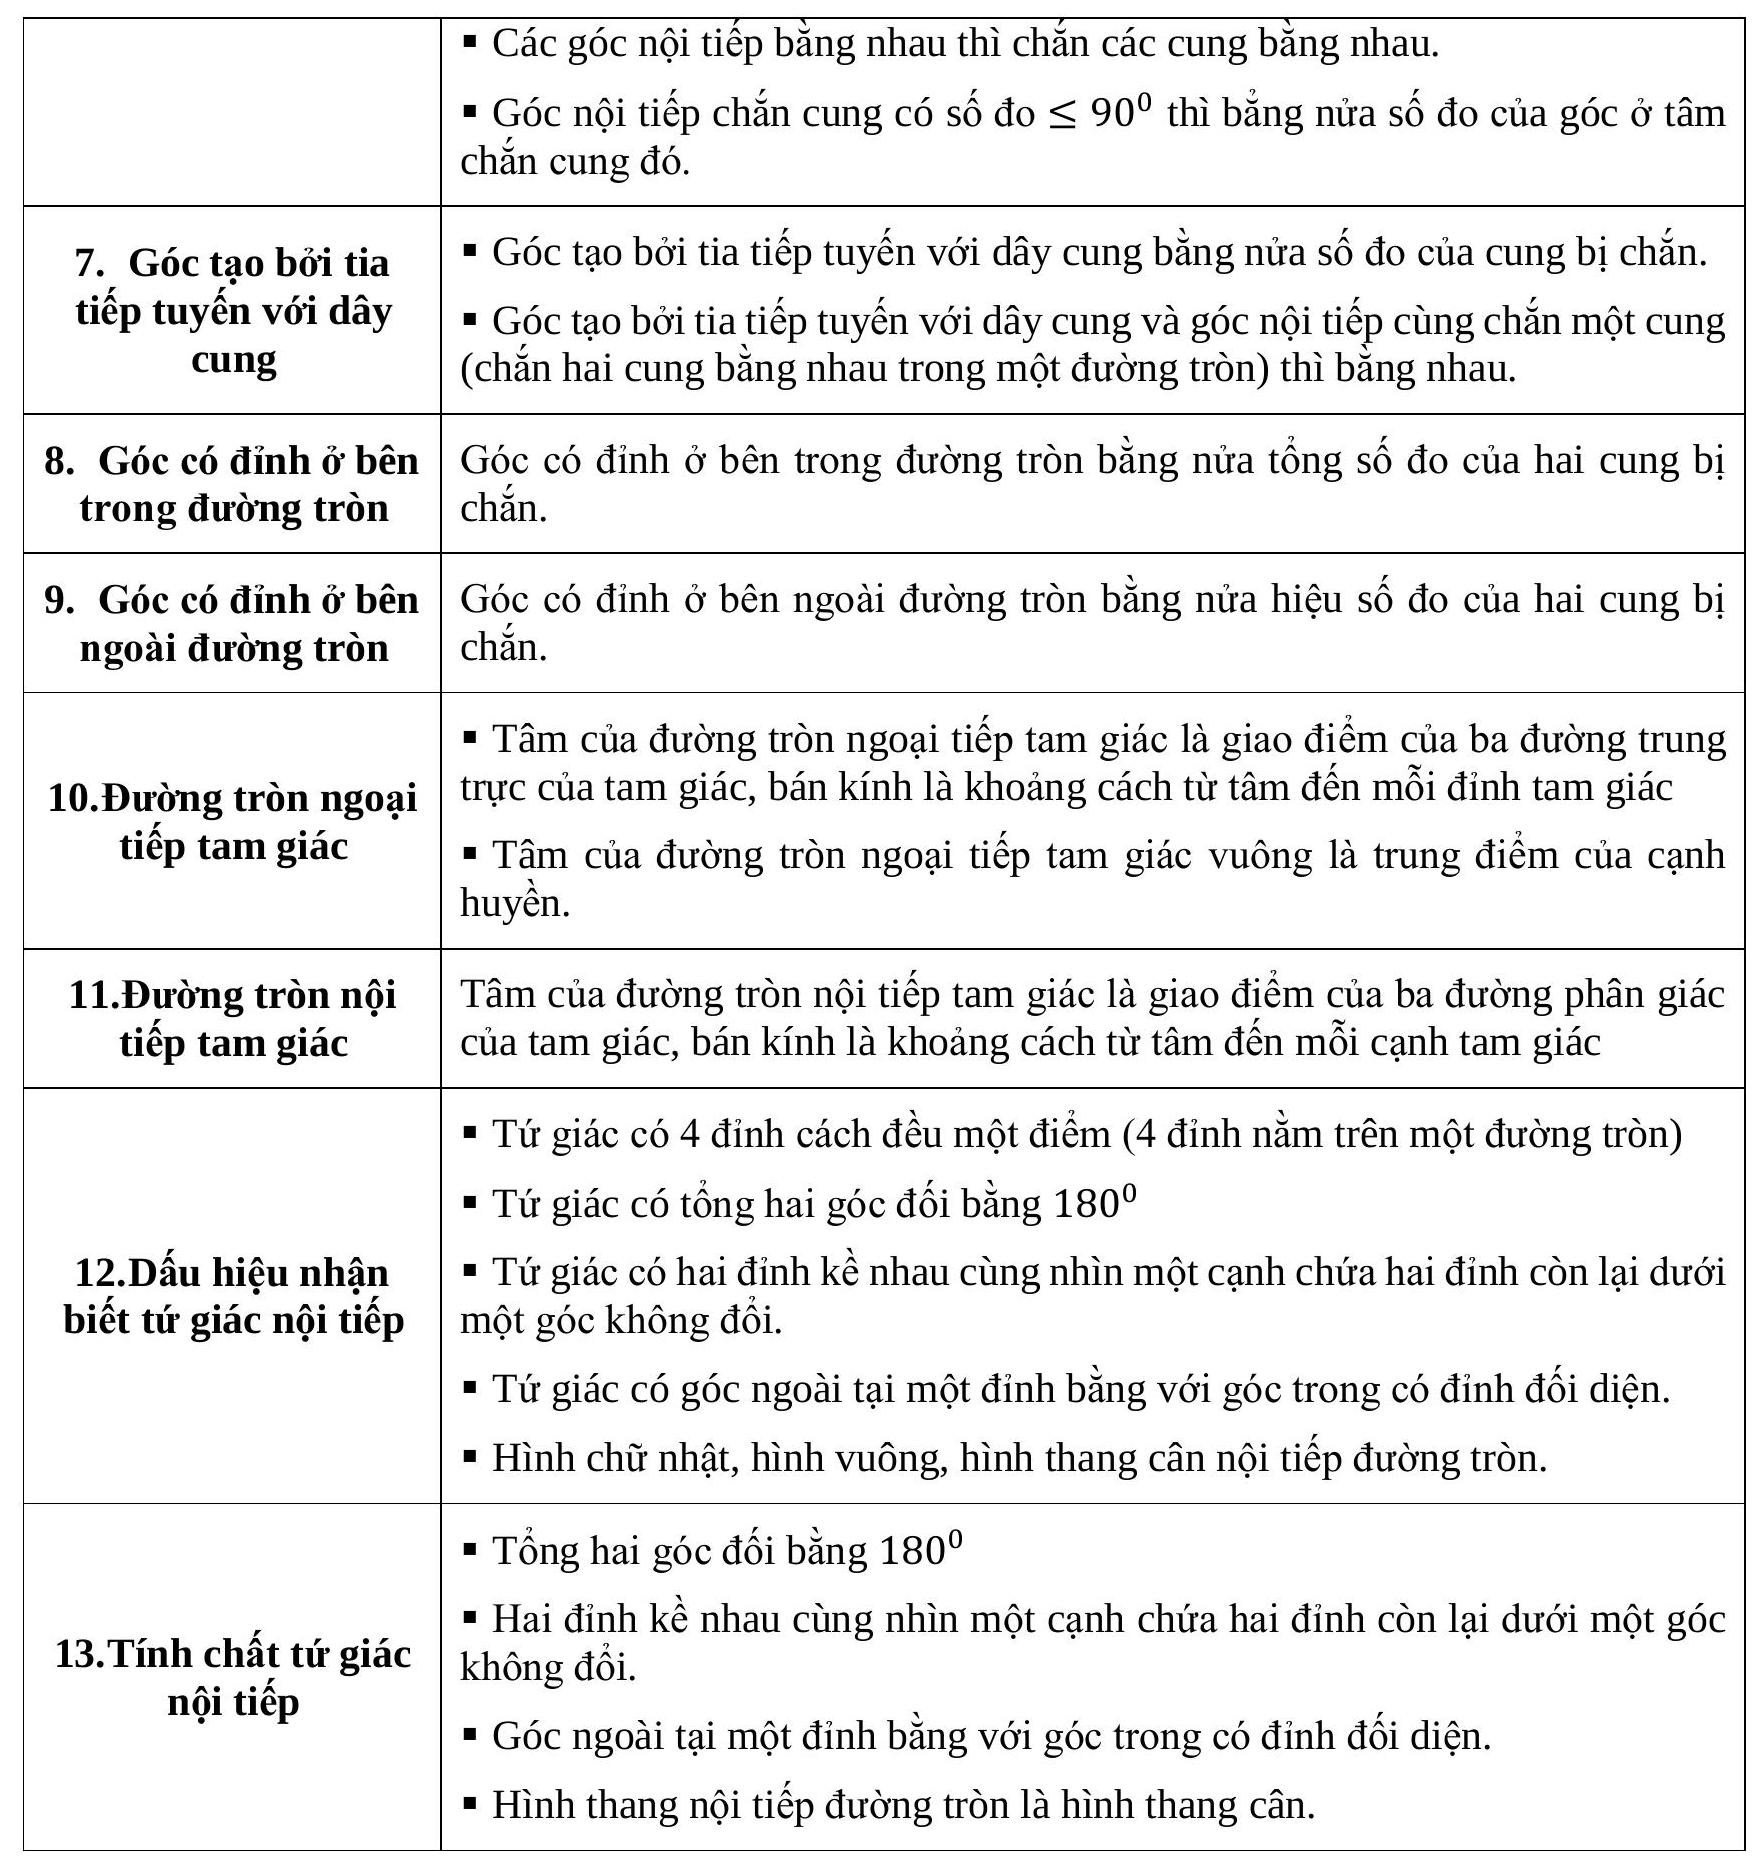 ▪ Các góc nội tiếp bằng nhau thì chắn các cung bằng nhau.
▪ Góc nội tiếp chắn cung có số đo ≤ 90⁰ thì bẳng nửa số đo của góc ở tâm
chắn cung đó.
7. Góc tạo bởi tia
tiếp tuyến với dây
cung
▪ Góc tạo bởi tia tiếp tuyến với dây cung bằng nửa số đo của cung bị chắn.
▪ Góc tạo bởi tia tiếp tuyến với dây cung và góc nội tiếp cùng chắn một cung
(chắn hai cung bằng nhau trong một đường tròn) thì bằng nhau.
8. Góc có đỉnh ở bên
trong đường tròn
Góc có đỉnh ở bên trong đường tròn bằng nửa tổng số đo của hai cung bị
chắn.
9. Góc có đỉnh ở bên
ngoài đường tròn
Góc có đỉnh ở bên ngoài đường tròn bằng nửa hiệu số đo của hai cung bị
chắn.
10.Đường tròn ngoại
tiếp tam giác
▪ Tâm của đường tròn ngoại tiếp tam giác là giao điểm của ba đường trung
trực của tam giác, bán kính là khoảng cách từ tâm đến mỗi đỉnh tam giác
▪ Tâm của đường tròn ngoại tiếp tam giác vuông là trung điểm của cạnh
huyền.
11.Đường tròn nội
tiếp tam giác
Tâm của đường tròn nội tiếp tam giác là giao điểm của ba đường phân giác
của tam giác, bán kính là khoảng cách từ tâm đến mỗi cạnh tam giác
12.Dấu hiệu nhận
biết tứ giác nội tiếp
▪ Tứ giác có 4 đỉnh cách đều một điểm (4 đỉnh nằm trên một đường tròn)
▪ Tứ giác có tổng hai góc đối bằng 180⁰
▪ Tứ giác có hai đỉnh kề nhau cùng nhìn một cạnh chứa hai đỉnh còn lại dưới
một góc không đổi.
▪ Tứ giác có góc ngoài tại một đỉnh bằng với góc trong có đỉnh đối diện.
▪ Hình chữ nhật, hình vuông, hình thang cân nội tiếp đường tròn.
13.Tính chất tứ giác
nội tiếp
▪ Tổng hai góc đối bằng 180⁰
▪ Hai đỉnh kề nhau cùng nhìn một cạnh chứa hai đỉnh còn lại dưới một góc
không đổi.
▪ Góc ngoài tại một đỉnh bằng với góc trong có đỉnh đối diện.
▪ Hình thang nội tiếp đường tròn là hình thang cân.